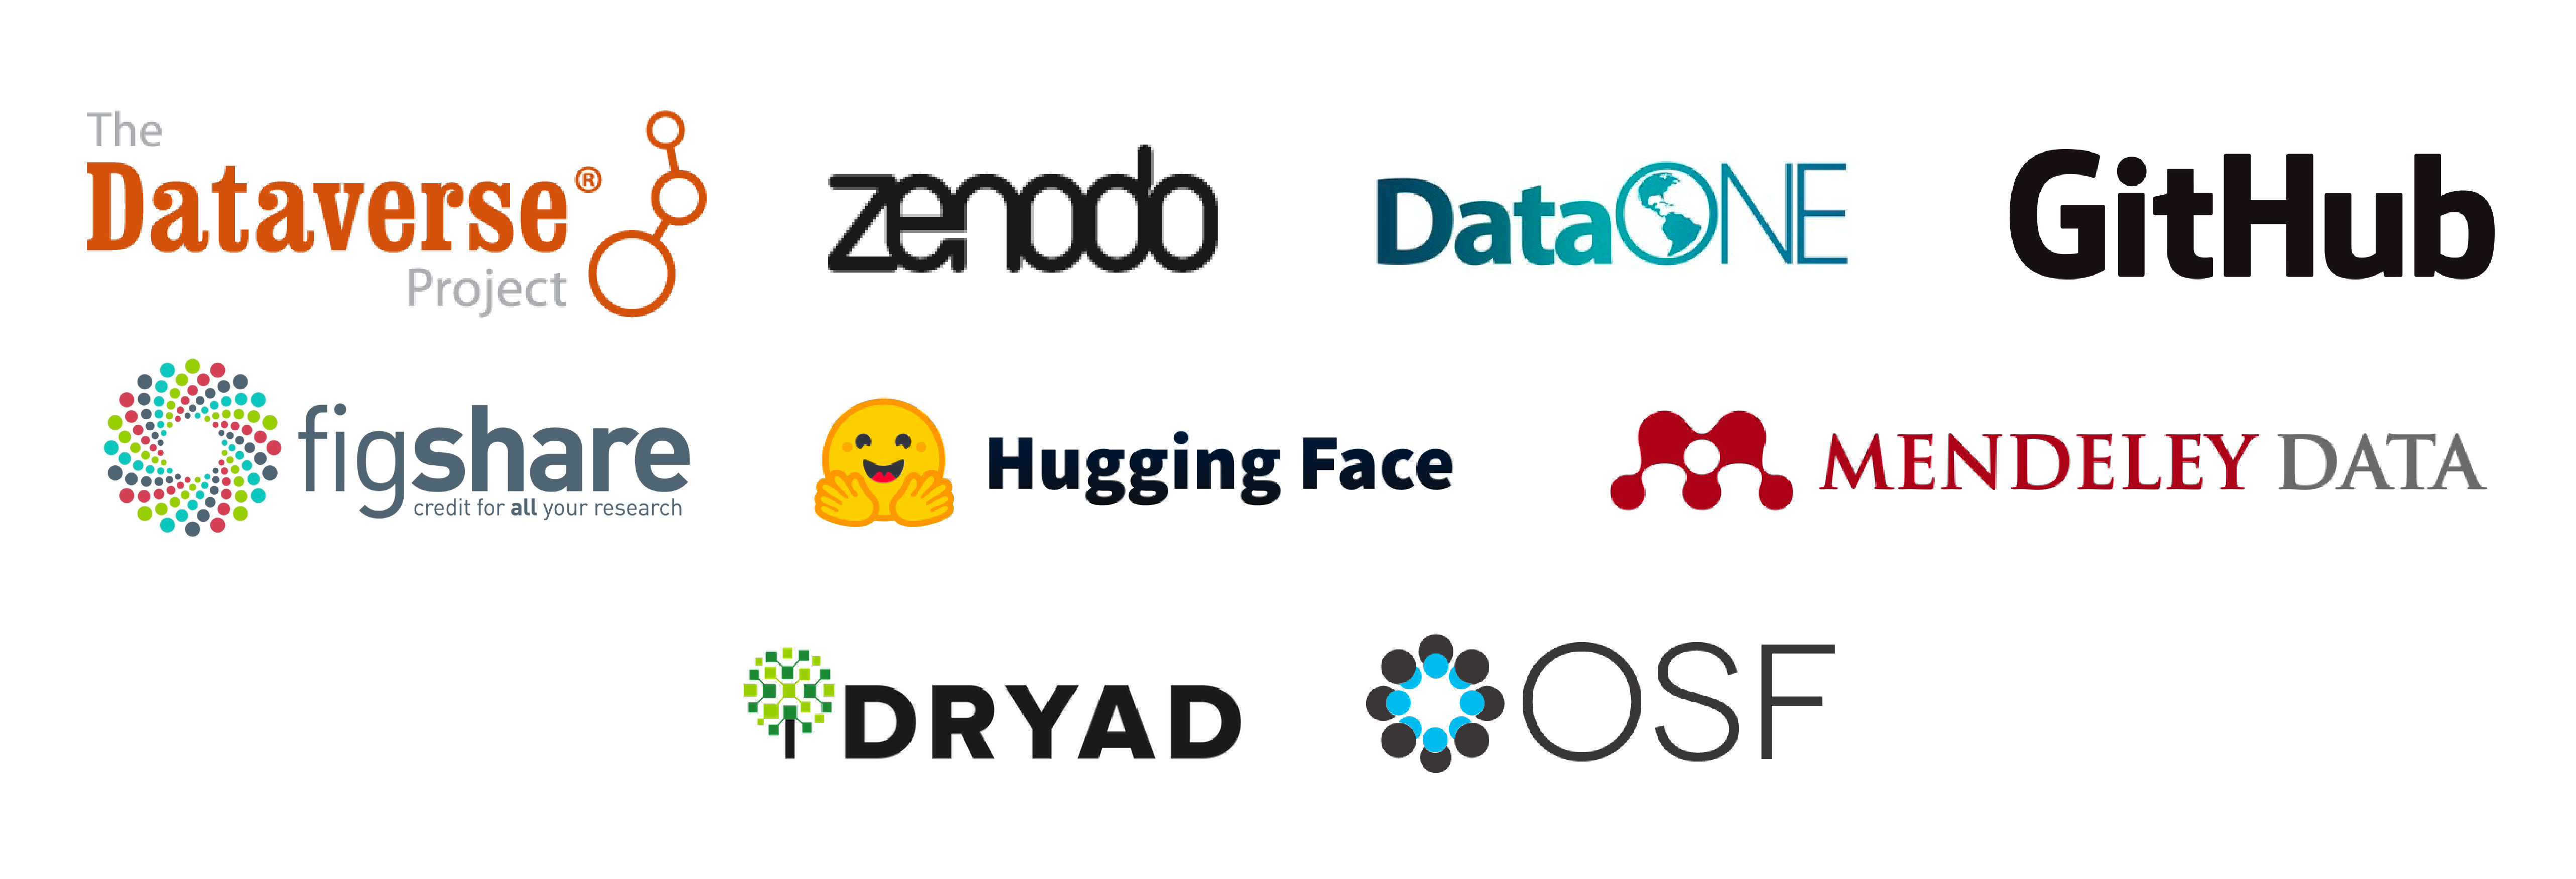 The
Dataverse®
Project
zenodo
DataONE
GitHub
figshare
credit for all your research
Hugging Face
MENDELEY DATA
DRYAD
OSF